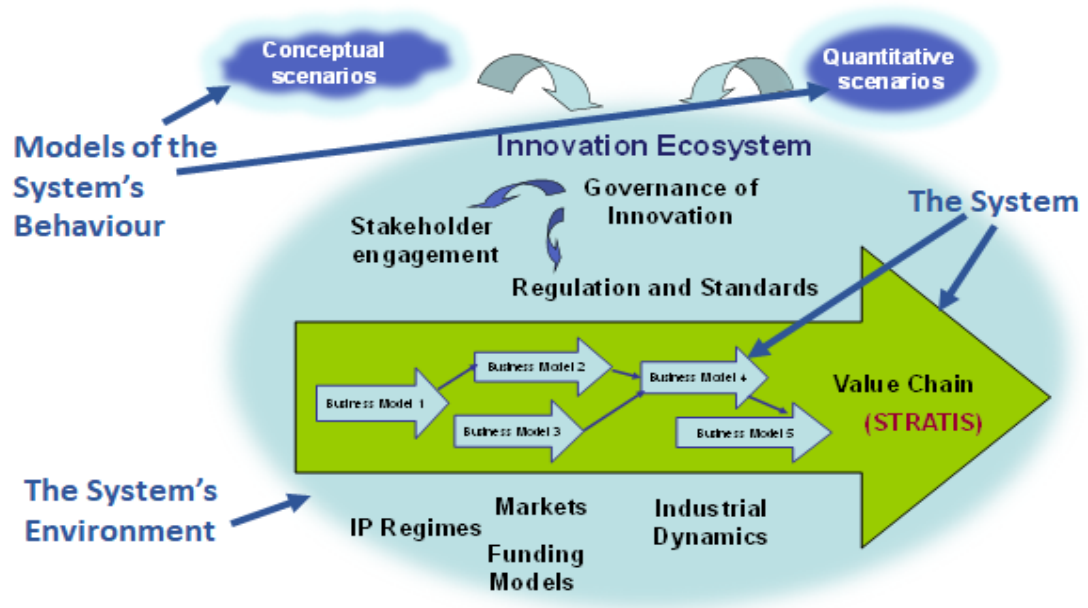 Conceptual
scenarios
Quantitative
scenarios
Models of the
System's
Behaviour
Innovation Ecosystem
Governance of
Innovation
Stakeholder
engagement
The System
Regulation and Standards
Business Model 1
Business Model 2
Business Model 3
Business Model 4
Business Model 5
Value Chain
(STRATIS)
The System's
Environment
IP Regimes
Markets
Funding
Models
Industrial
Dynamics